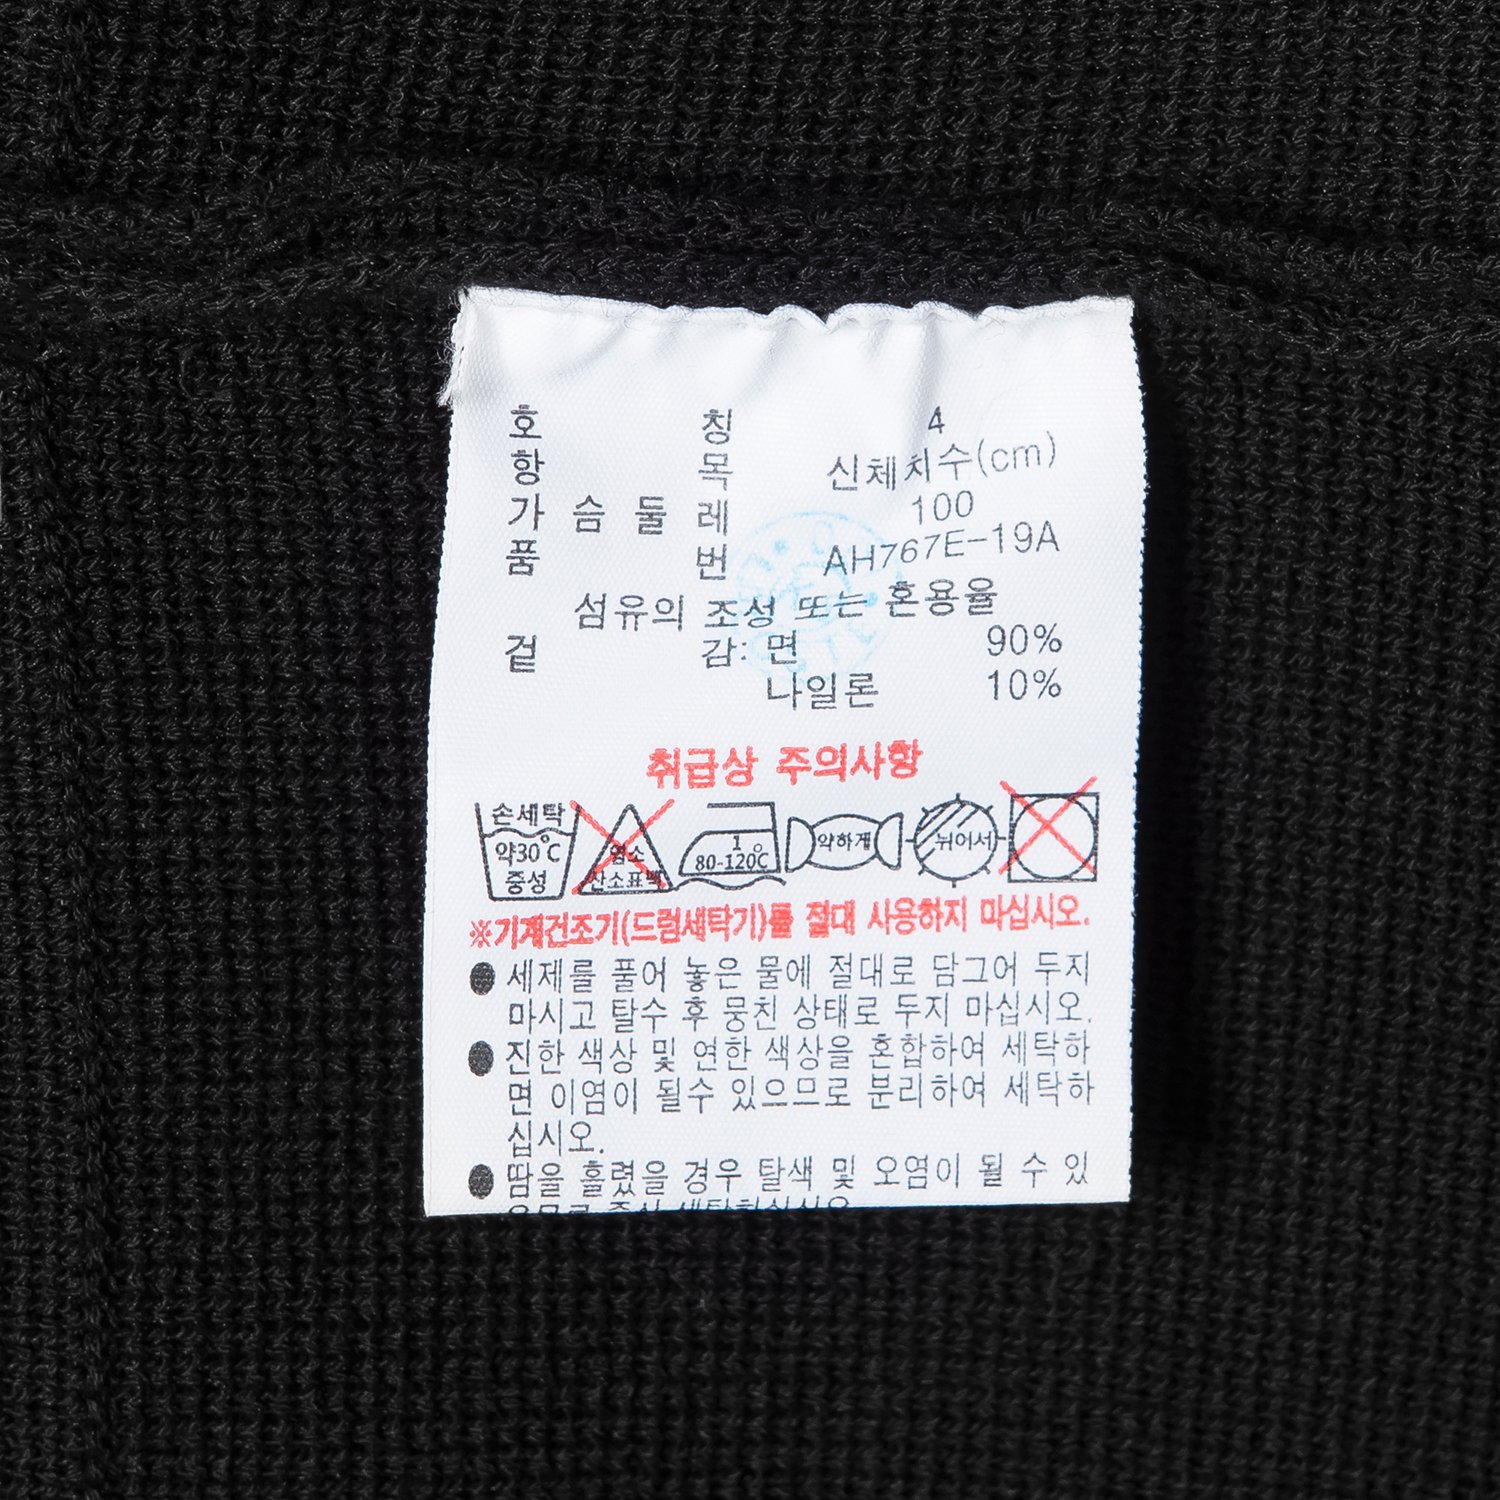 호 칭 4
항 목 신체치수(cm)
가 슴 둘 레 100
품 번 AH767E-19A
섬유의 조성 또는 혼용율
겉 감: 면 90%
나일론 10%
취급상 주의사항
손세탁
약30℃
중성
염소
산소표백
1
80-120℃
약하게
뉘어서
※기계건조기(드럼세탁기)를 절대 사용하지 마십시오.
● 세제를 풀어 놓은 물에 절대로 담그어 두지
마시고 탈수 후 뭉친 상태로 두지 마십시오.
● 진한 색상 및 연한 색상을 혼합하여 세탁하
면 이염이 될수 있으므로 분리하여 세탁하
십시오.
● 땀을 흘렸을 경우 탈색 및 오염이 될 수 있